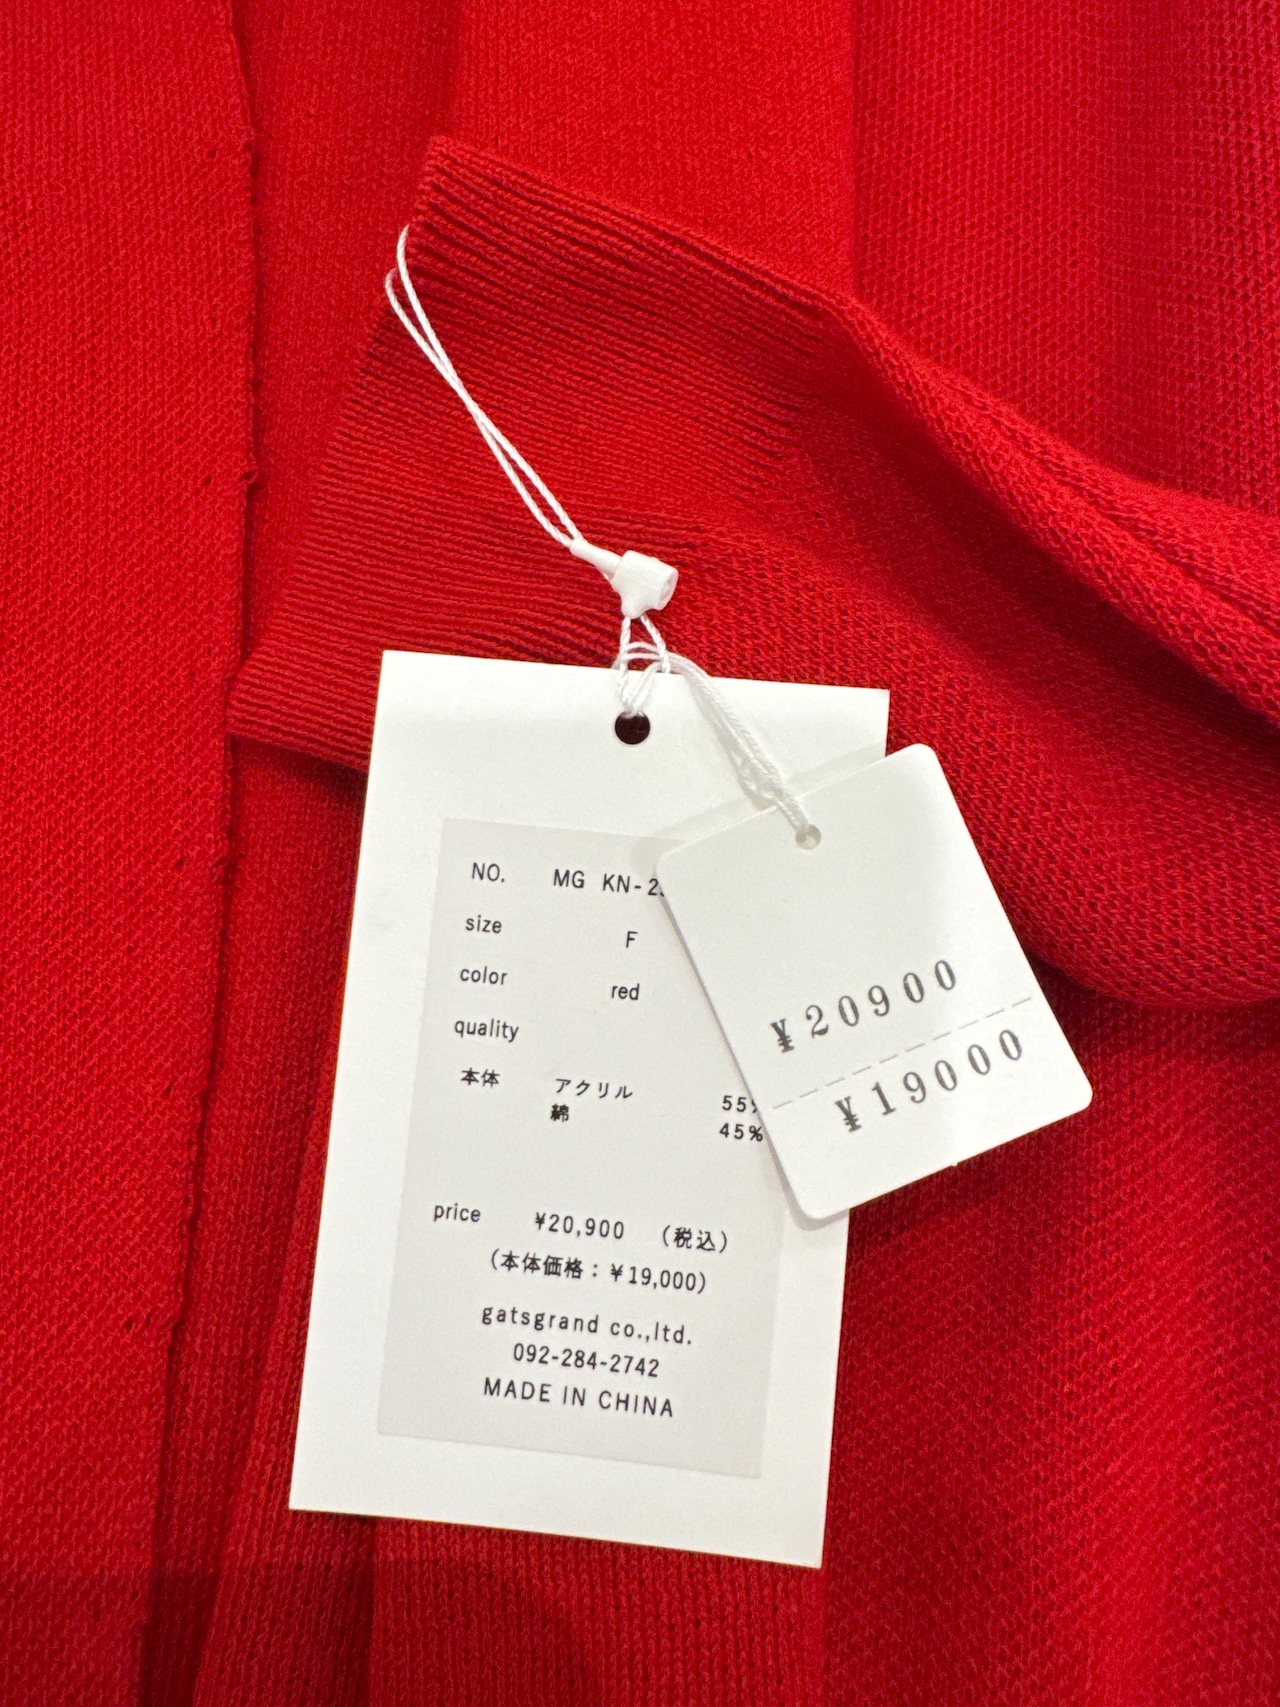 NO. MG KN-2
size F
color red
quality
本体 アクリル 55%
綿 45%
price ¥20,900 (税込)
(本体価格：¥19,000)
gatsgrand co.,ltd.
092-284-2742
MADE IN CHINA
¥20900
¥19000